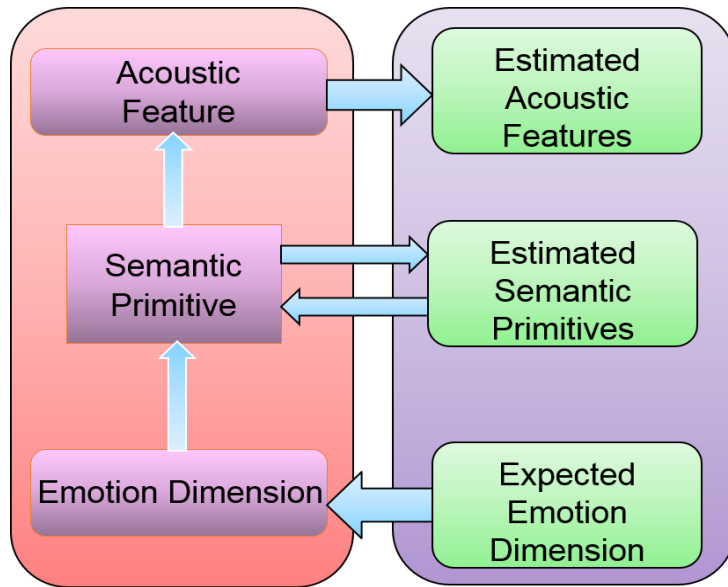 Acoustic
Feature
Estimated
Acoustic
Features
Semantic
Primitive
Estimated
Semantic
Primitives
Emotion Dimension
Expected
Emotion
Dimension